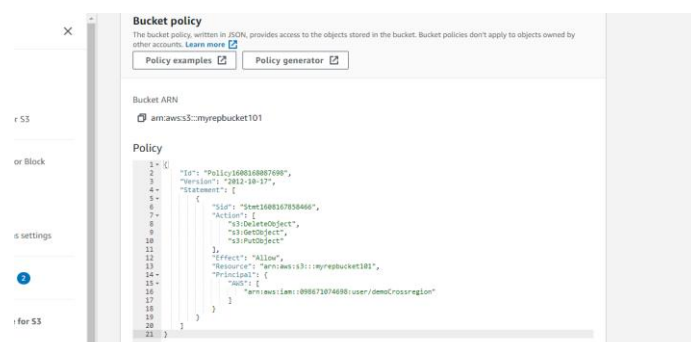 Bucket policy
The bucket policy, written in JSON, provides access to the objects stored in the bucket. Bucket policies don't apply to objects owned by
other accounts. Learn more
Policy examples
Policy generator
Bucket ARN
arn:aws:s3:::myrepbucket101
r S3
Policy
or Block
1 {
2 "Id": "Policy1608168087698",
3 "Version": "2012-10-17",
4 "Statement": [
5 {
6 "Sid": "Stmt1608167858466",
7 "Action": [
8 "s3:DeleteObject",
9 "s3:GetObject",
10 "s3:PutObject"
11 ],
12 "Effect": "Allow",
13 "Resource": "arn:aws:s3:::myrepbucket101",
14 "Principal": {
15 "AWS": [
16 "arn:aws:iam::098671074698:user/demoCrossregion"
17 ]
18 }
19 }
20 ]
21 }
s settings
2
for S3